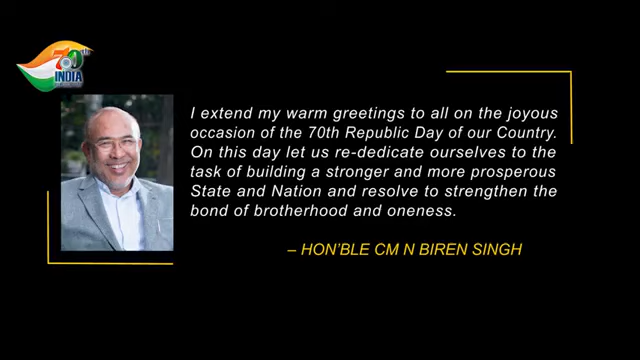 70th
INDIA
I extend my warm greetings to all on the joyous
occasion of the 70th Republic Day of our Country.
On this day let us re-dedicate ourselves to the
task of building a stronger and more prosperous
State and Nation and resolve to strengthen the
bond of brotherhood and oneness.
– HON'BLE CM N BIREN SINGH